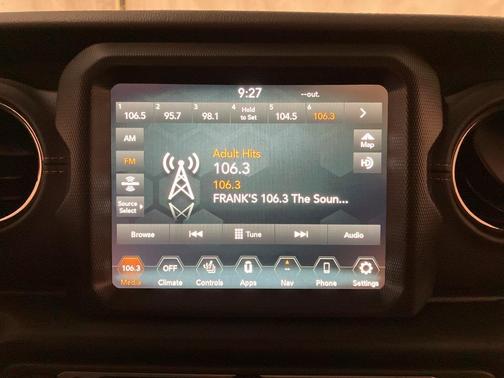 9:27 --out.
1 2 3 4 5 6
106.5 95.7 98.1 Held to Set 104.5 106.3
AM
FM
Source Select
Adult Hits
106.3
106.3
FRANK'S 106.3 The Soun...
Map
HD
Browse Tune Audio
106.3 OFF --
Media Climate Controls Apps Nav Phone Settings